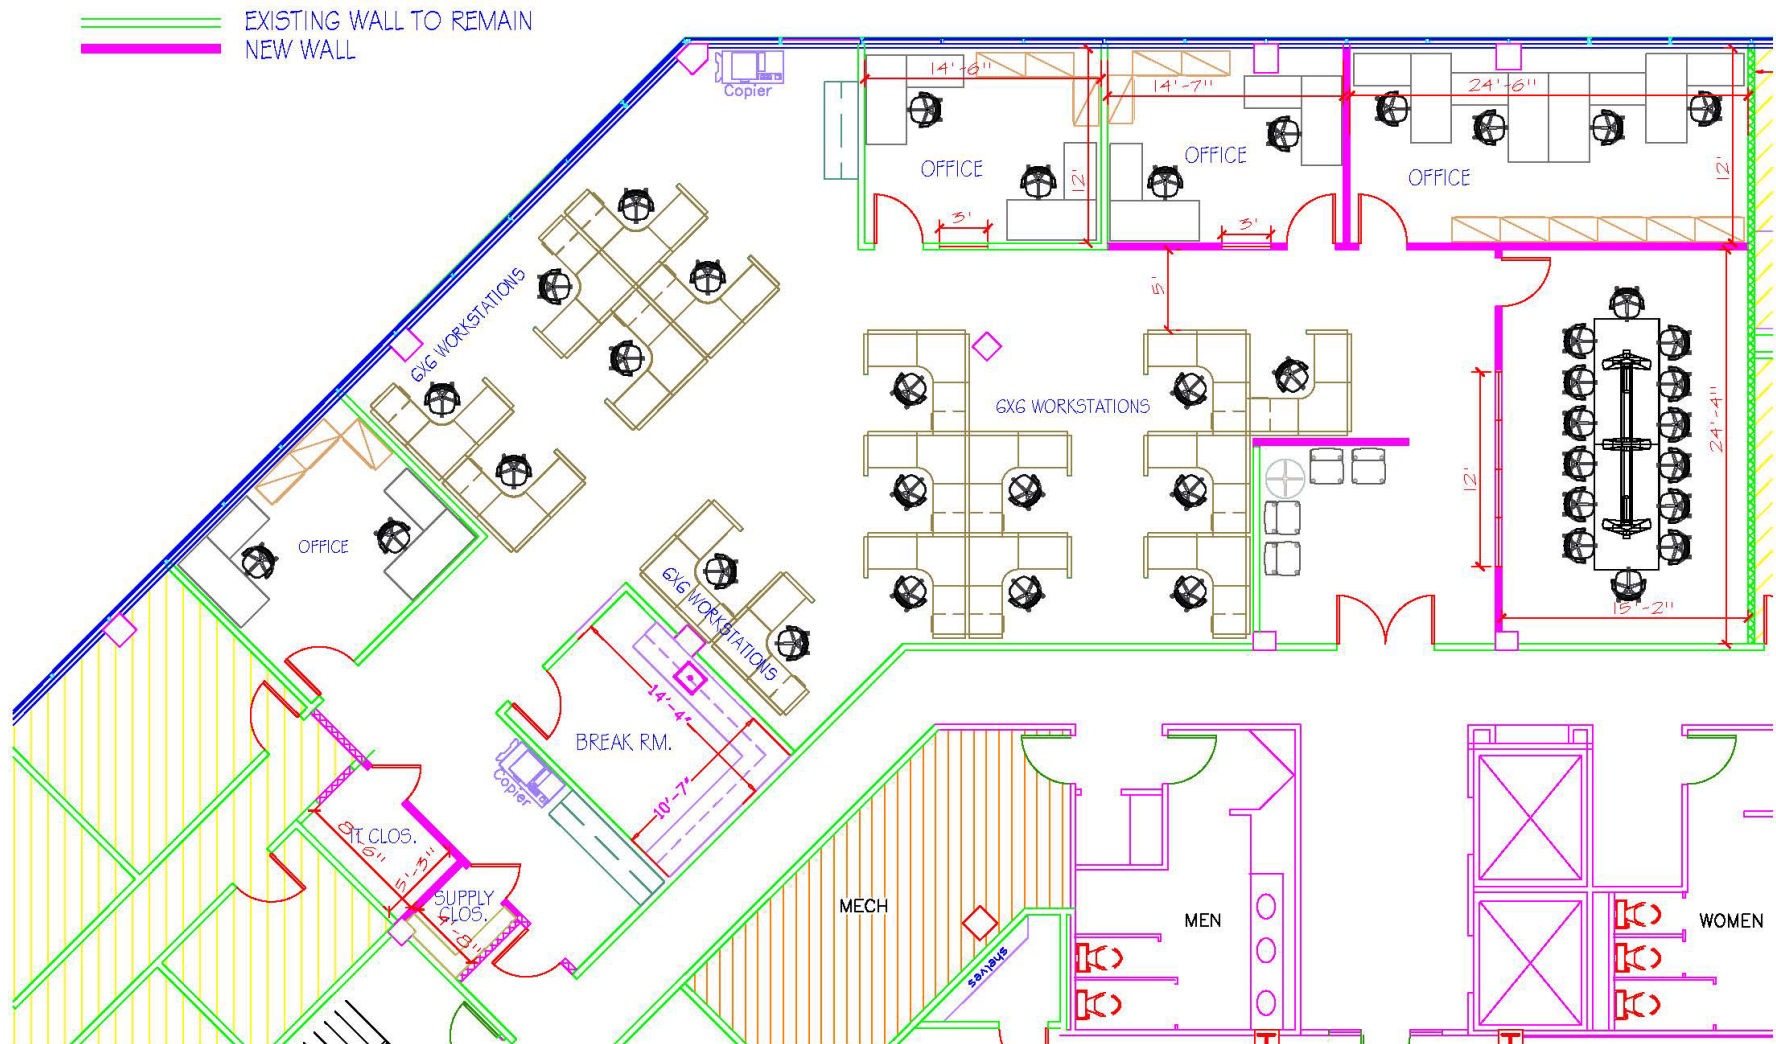 EXISTING WALL TO REMAIN
NEW WALL
Copier
14'-6"
14'-7"
24'-6"
OFFICE
OFFICE
OFFICE
12'
12'
3'
3'
5'
6X6 WORKSTATIONS
6X6 WORKSTATIONS
24'-4"
12'
OFFICE
6X6 WORKSTATIONS
15'-2"
14'-4"
BREAK RM.
Copier
10'-7"
8'-6"
IT CLOS.
5'-3"
SUPPLY
CLOS.
MECH
MEN
WOMEN
shelves